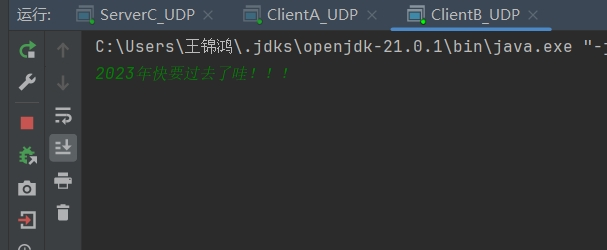 运行: ServerC_UDP ClientA_UDP ClientB_UDP
C:\Users\王锦鸿\.jdks\openjdk-21.0.1\bin\java.exe "-j
2023年快要过去了哇！！！